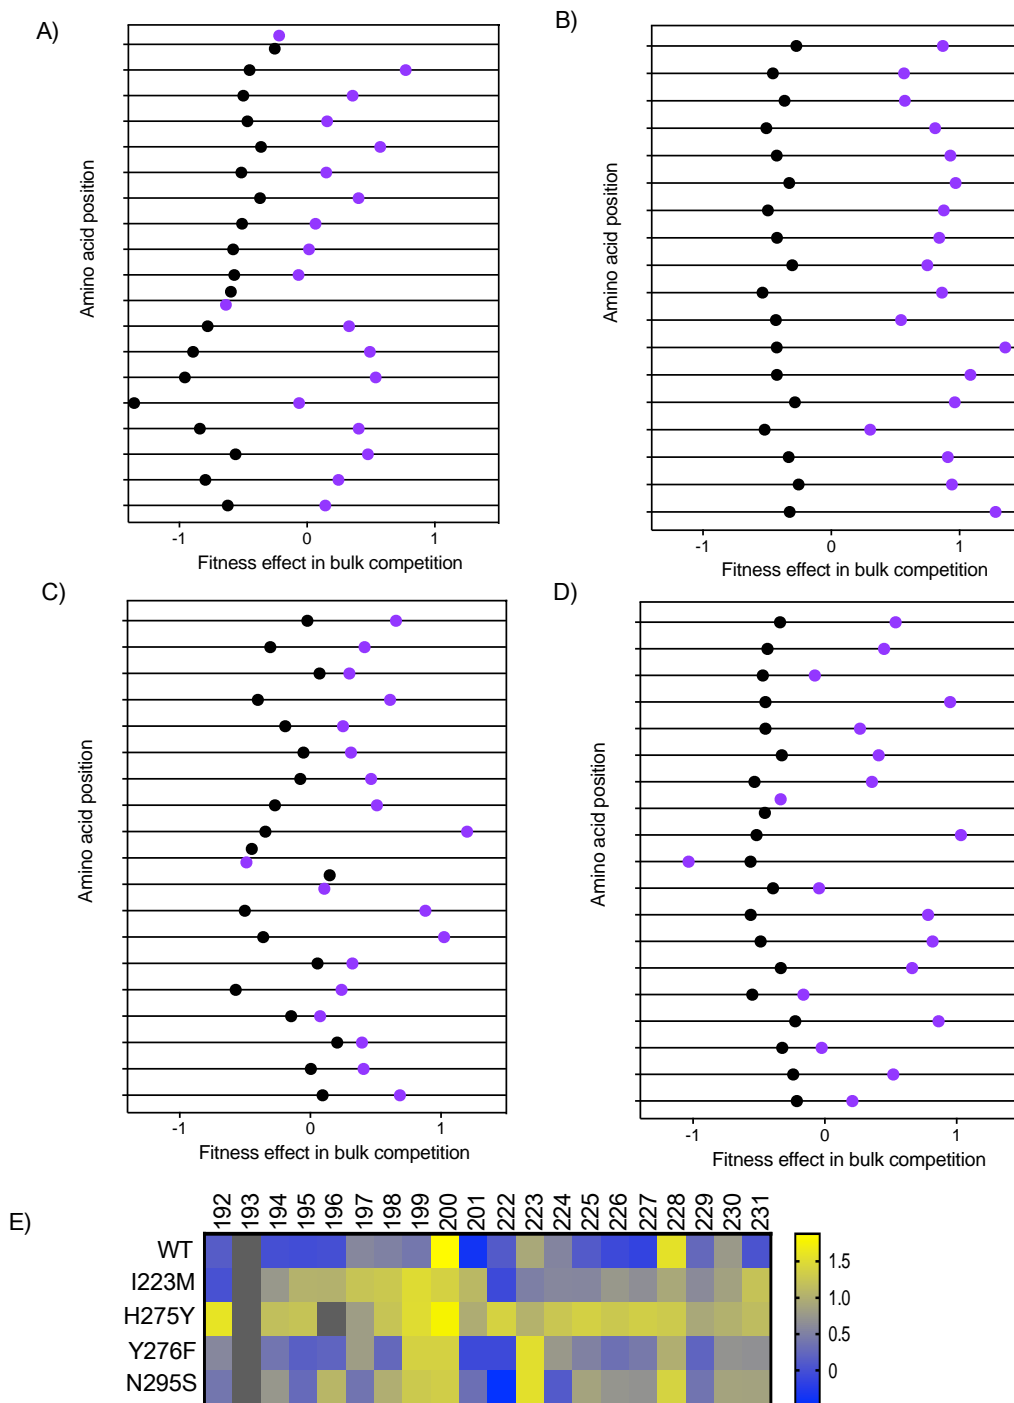 A)
B)
Amino acid position
Amino acid position
-1 0 1
-1 0 1
Fitness effect in bulk competition
Fitness effect in bulk competition
C)
D)
Amino acid position
Amino acid position
-1 0 1
-1 0 1
Fitness effect in bulk competition
Fitness effect in bulk competition
E)
192 193 194 195 196 197 198 199 200 201 222 223 224 225 226 227 228 229 230 231
WT
I223M
H275Y
Y276F
N295S
1.5
1.0
0.5
0